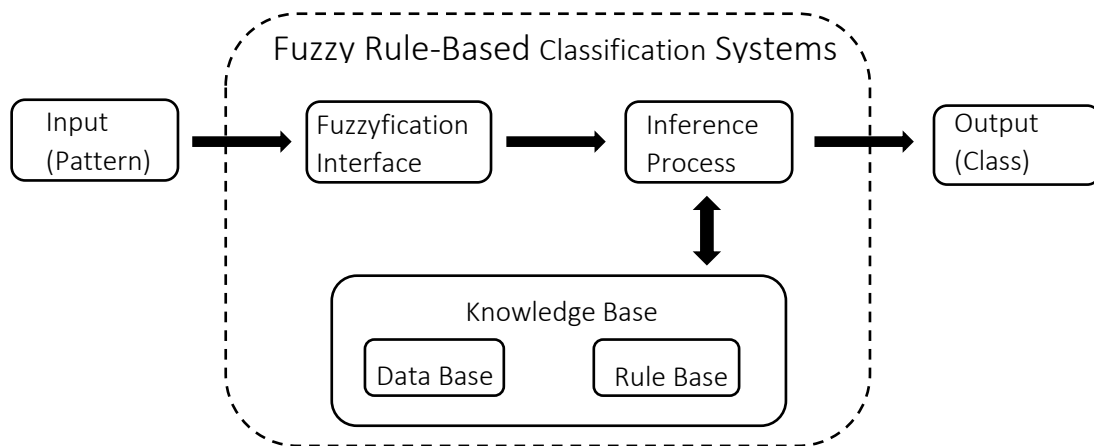 Fuzzy Rule-Based Classification Systems
Input
(Pattern)
Fuzzyfication
Interface
Inference
Process
Output
(Class)
Knowledge Base
Data Base
Rule Base